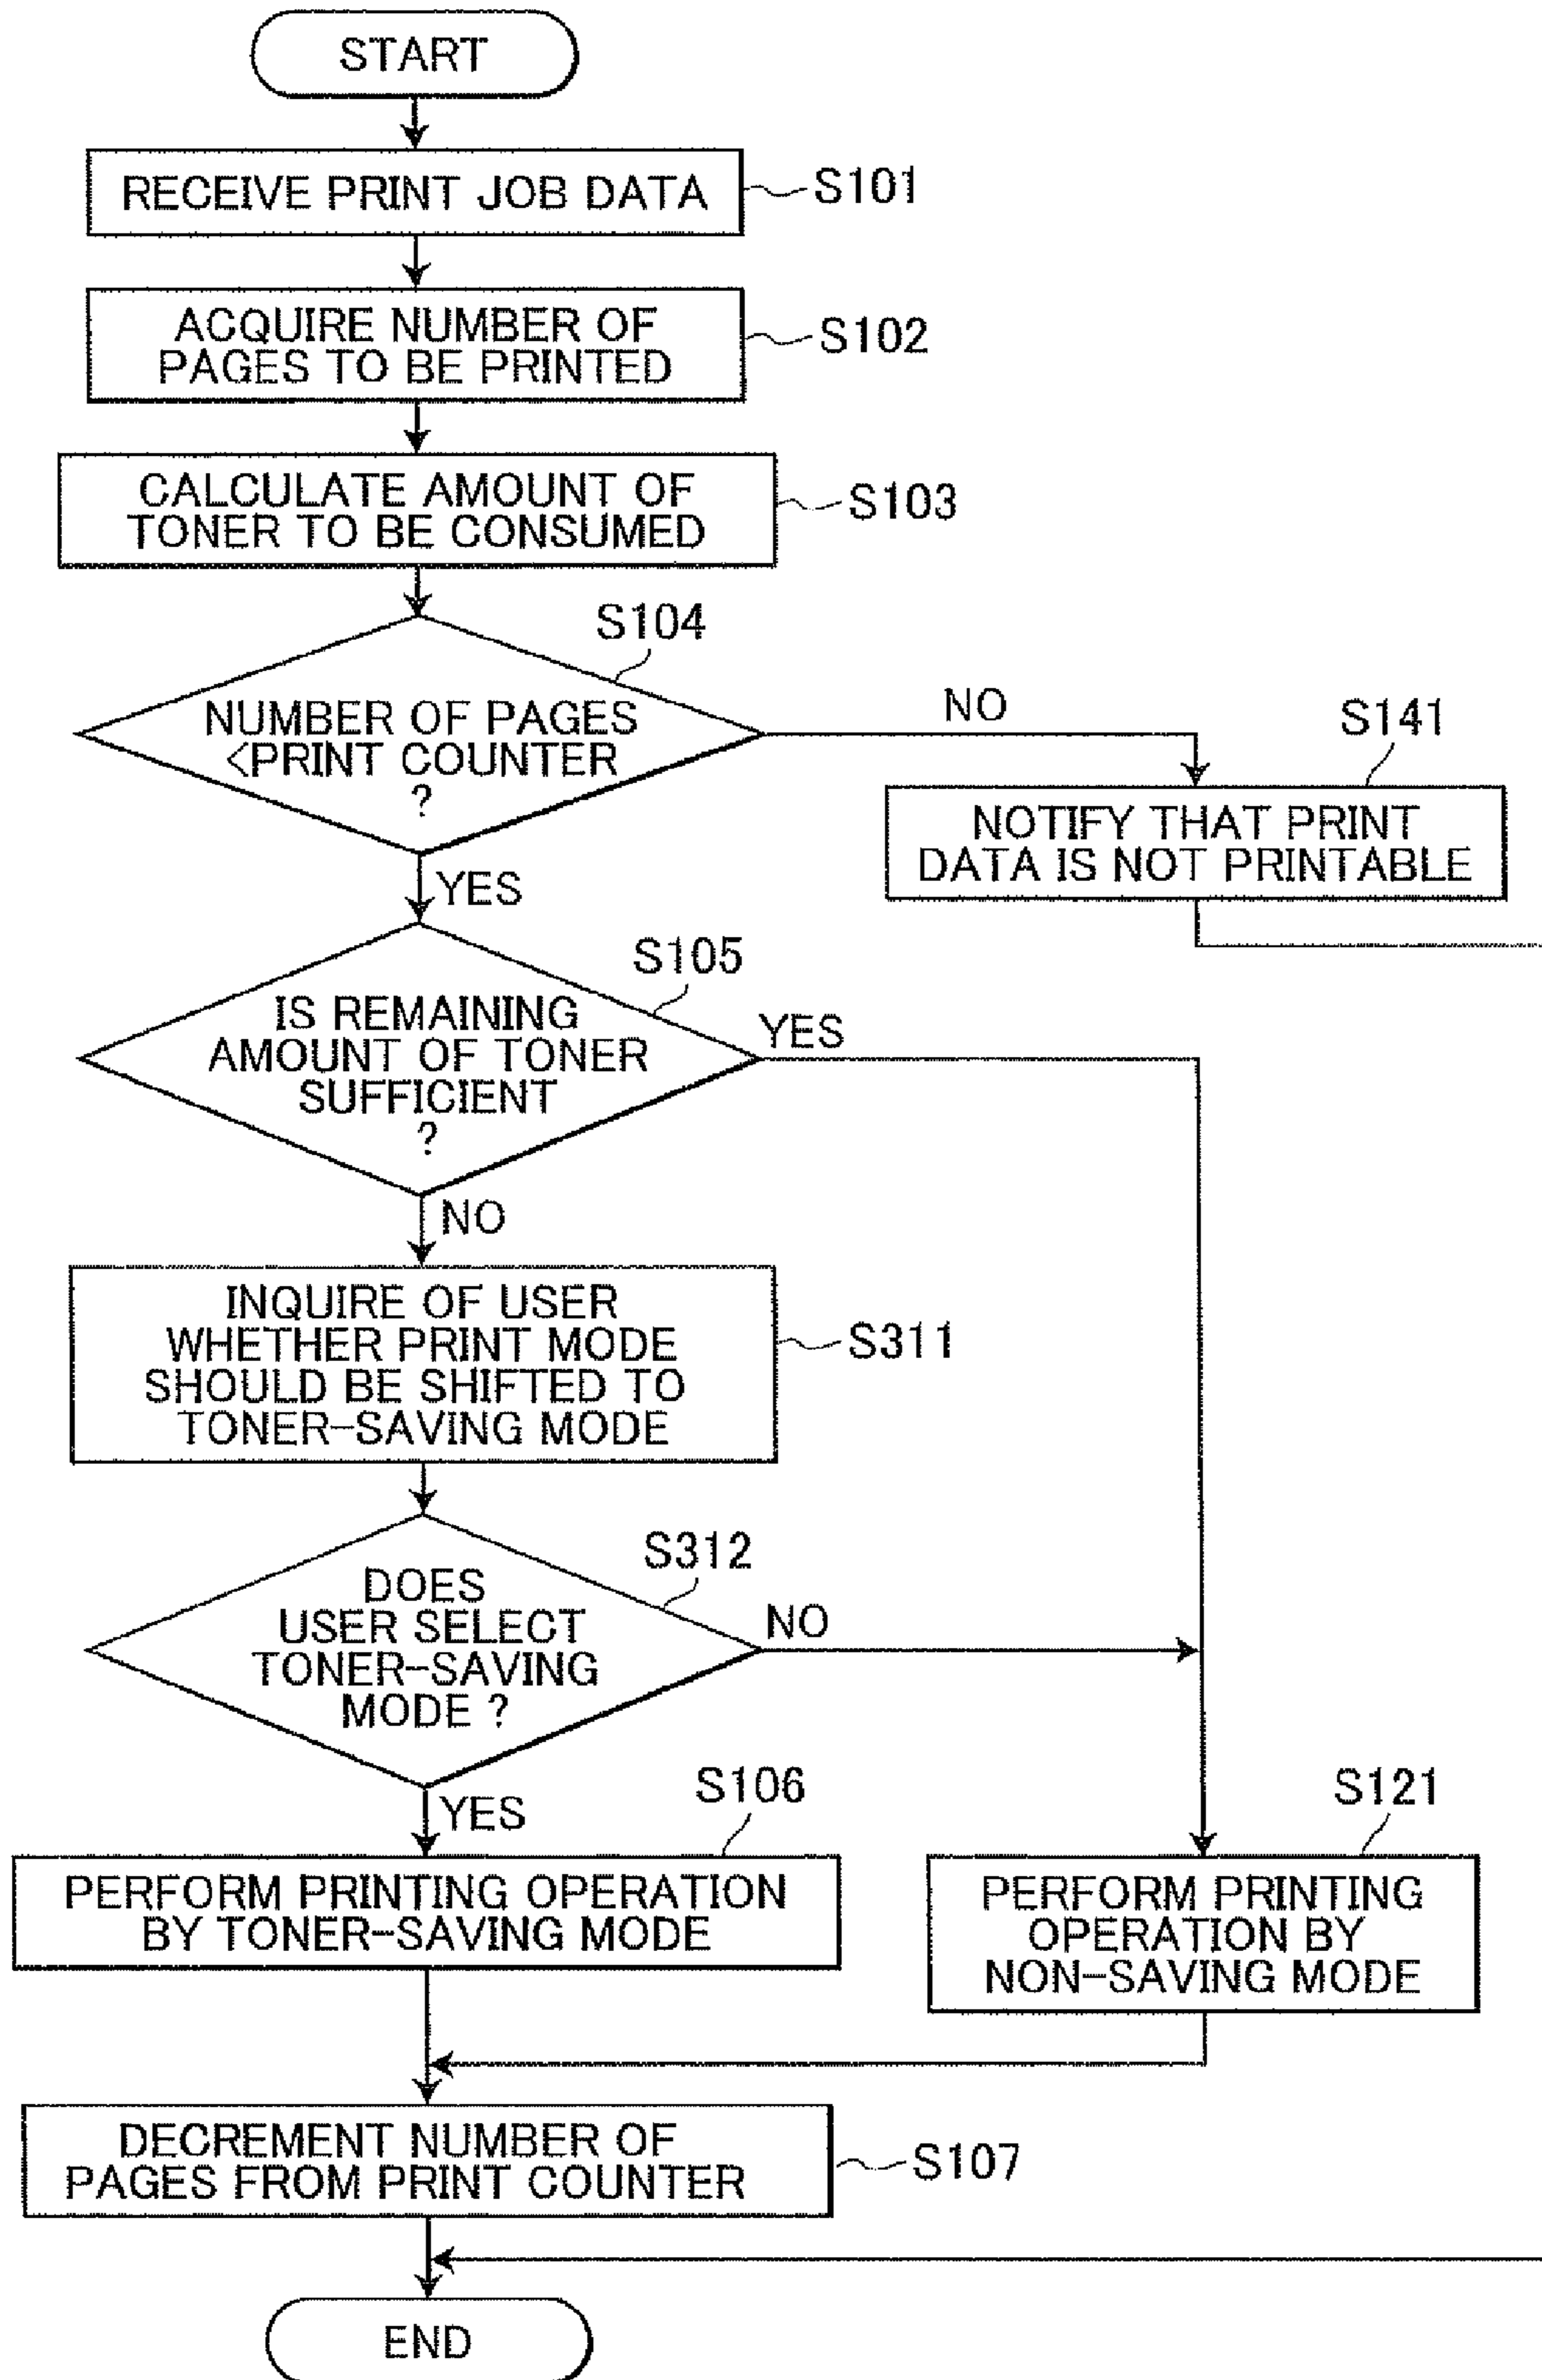 START
RECEIVE PRINT JOB DATA
S101
ACQUIRE NUMBER OF
PAGES TO BE PRINTED
S102
CALCULATE AMOUNT OF
TONER TO BE CONSUMED
S103
S104
NUMBER OF PAGES
<PRINT COUNTER
?
NO
S141
NOTIFY THAT PRINT
DATA IS NOT PRINTABLE
YES
S105
IS REMAINING
AMOUNT OF TONER
SUFFICIENT
?
YES
NO
INQUIRE OF USER
WHETHER PRINT MODE
SHOULD BE SHIFTED TO
TONER-SAVING MODE
S311
S312
DOES
USER SELECT
TONER-SAVING
MODE ?
NO
YES
S106
PERFORM PRINTING OPERATION
BY TONER-SAVING MODE
S121
PERFORM PRINTING
OPERATION BY
NON-SAVING MODE
DECREMENT NUMBER OF
PAGES FROM PRINT COUNTER
S107
END